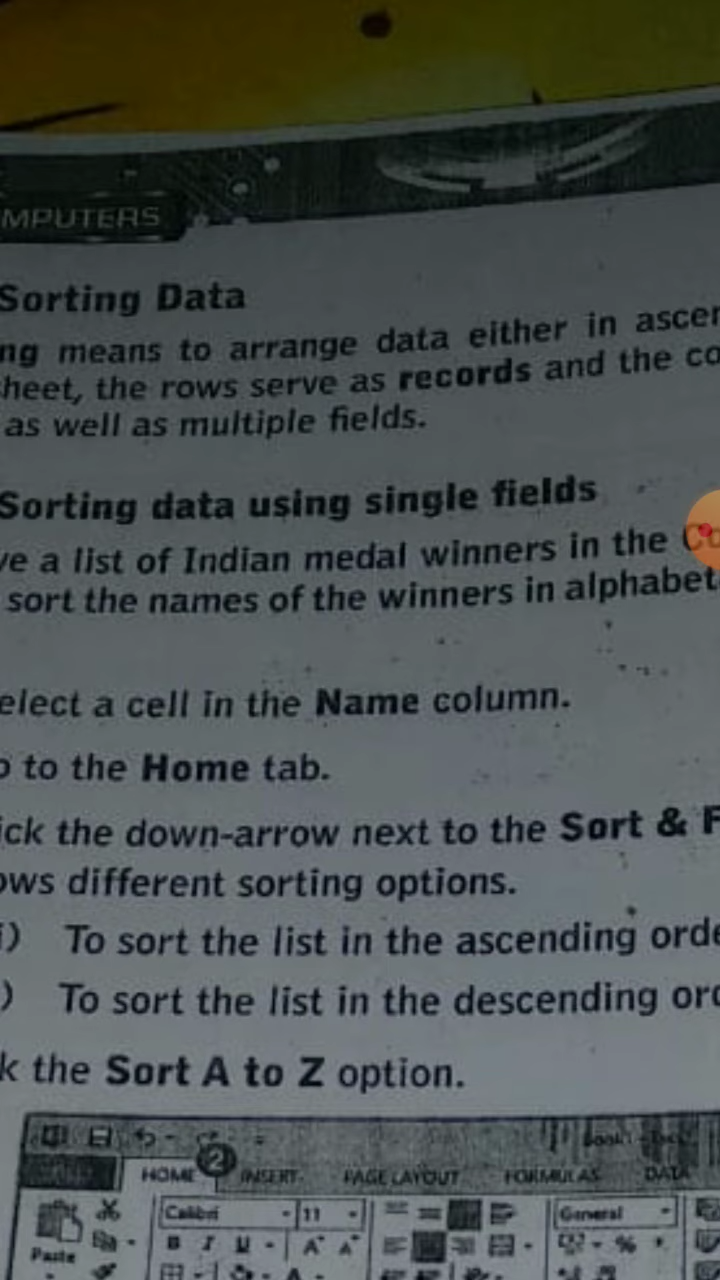 MPUTERS
Sorting Data
ng means to arrange data either in ascer
heet, the rows serve as records and the co
as well as multiple fields.
Sorting data using single fields
ve a list of Indian medal winners in the Co
sort the names of the winners in alphabet
elect a cell in the Name column.
o to the Home tab.
ick the down-arrow next to the Sort & F
ows different sorting options.
i) To sort the list in the ascending orde
) To sort the list in the descending ord
k the Sort A to Z option.
2
HOME INSERT PAGE LAYOUT FORMULAS DATA
Calibri 11 General
Paste B I U A A %